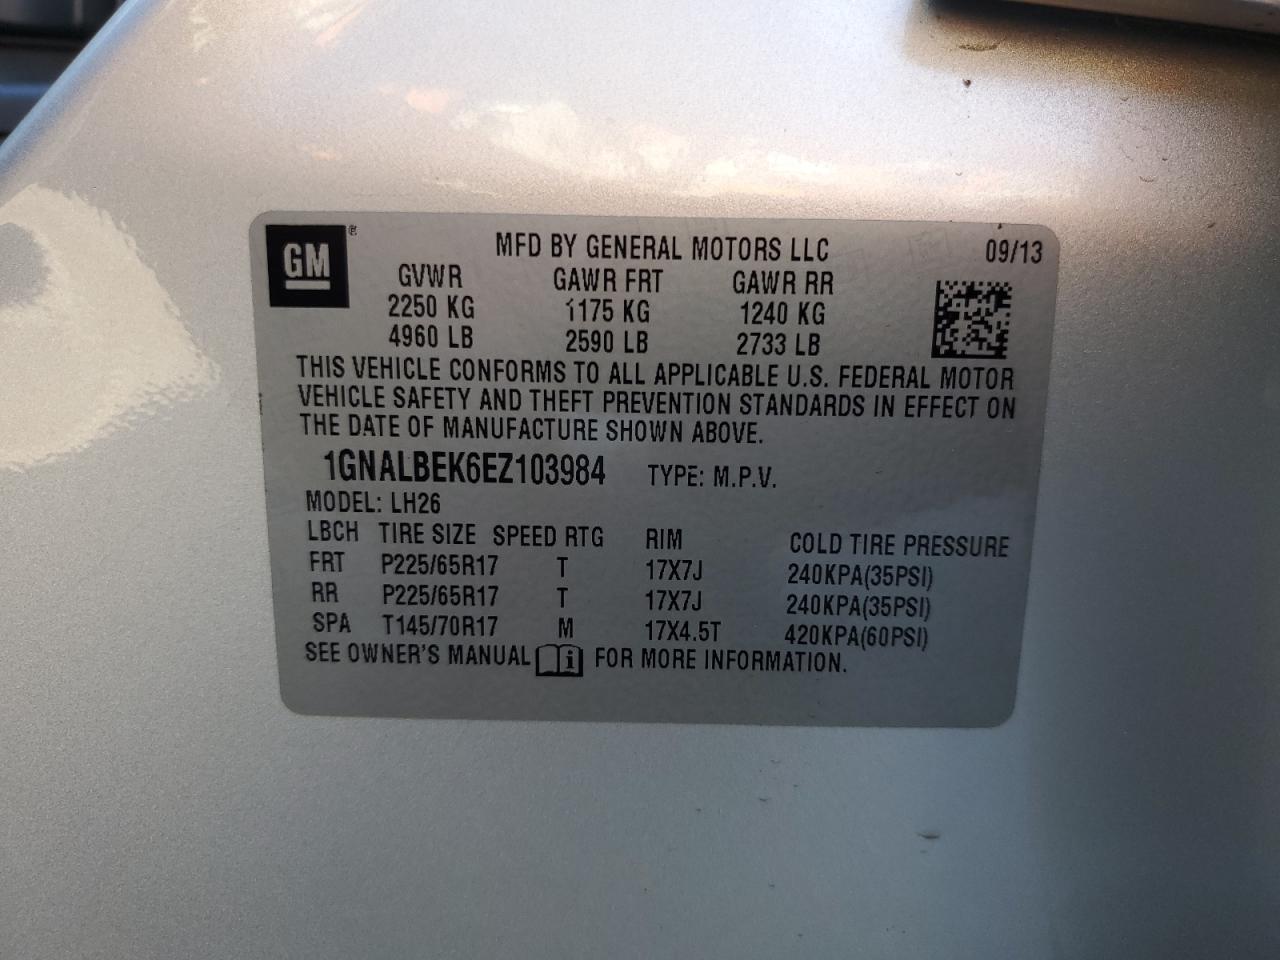 GM ®
MFD BY GENERAL MOTORS LLC 09/13
GVWR GAWR FRT GAWR RR
2250 KG 1175 KG 1240 KG
4960 LB 2590 LB 2733 LB
THIS VEHICLE CONFORMS TO ALL APPLICABLE U.S. FEDERAL MOTOR
VEHICLE SAFETY AND THEFT PREVENTION STANDARDS IN EFFECT ON
THE DATE OF MANUFACTURE SHOWN ABOVE.
1GNALBEK6EZ103984 TYPE: M.P.V.
MODEL: LH26
LBCH TIRE SIZE SPEED RTG RIM COLD TIRE PRESSURE
FRT P225/65R17 T 17X7J 240KPA(35PSI)
RR P225/65R17 T 17X7J 240KPA(35PSI)
SPA T145/70R17 M 17X4.5T 420KPA(60PSI)
SEE OWNER'S MANUAL i FOR MORE INFORMATION.